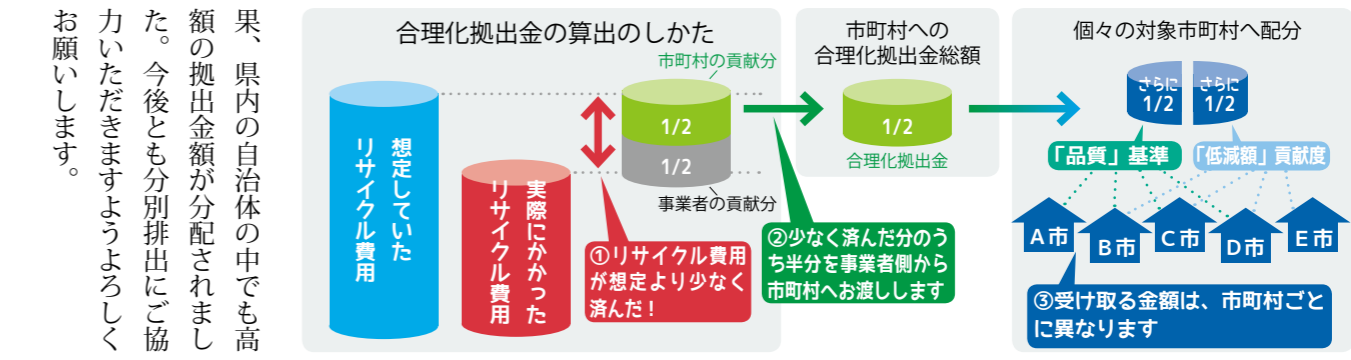 果、県内の自治体の中でも高
額の拠出金額が分配されまし
た。今後とも分別排出にご協
力いただきますようよろしく
お願いします。
合理化拠出金の算出のしかた
市町村の貢献分
想定していた
リサイクル費用
実際にかかった
リサイクル費用
1/2
1/2
事業者の貢献分
①リサイクル費用
が想定より少なく
済んだ！
市町村への
合理化拠出金総額
1/2
合理化拠出金
②少なく済んだ分のう
ち半分を事業者側から
市町村へお渡しします
個々の対象市町村へ配分
さらに
1/2
さらに
1/2
「品質」基準
「低減額」貢献度
A市
B市
C市
D市
E市
③受け取る金額は、市町村ごと
に異なります